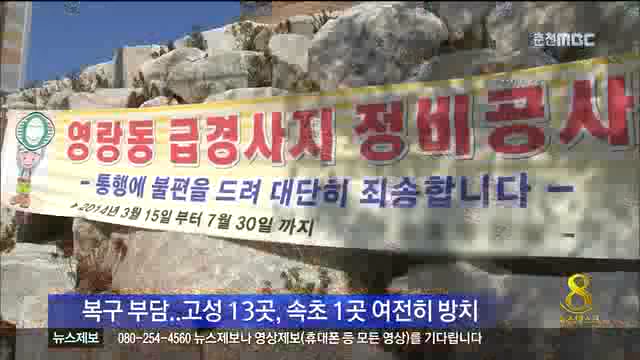 춘천MBC
영랑동 급경사지 정비공사
- 통행에 불편을 드려 대단히 죄송합니다 -
2014년 3월 15일 부터 7월 30일 까지
복구 부담..고성 13곳, 속초 1곳 여전히 방치
8
뉴스제보 080-254-4560 뉴스제보나 영상제보(휴대폰 등 모든 영상)를 기다립니다